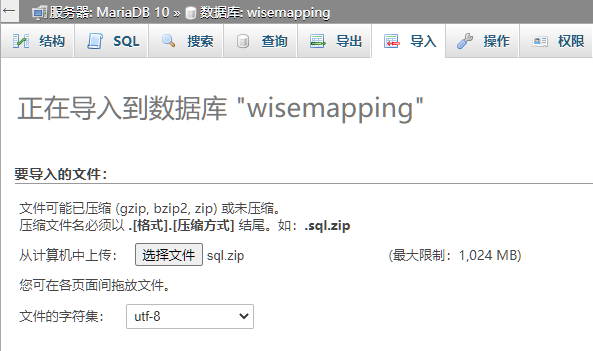 服务器: MariaDB 10 » 数据库: wisemapping
结构 SQL 搜索 查询 导出 导入 操作 权限
正在导入到数据库 "wisemapping"
要导入的文件：
文件可能已压缩 (gzip, bzip2, zip) 或未压缩。
压缩文件名必须以 .[格式].[压缩方式] 结尾。如：.sql.zip
从计算机中上传： 选择文件 sql.zip (最大限制：1,024 MB)
您可在各页面间拖放文件。
文件的字符集： utf-8